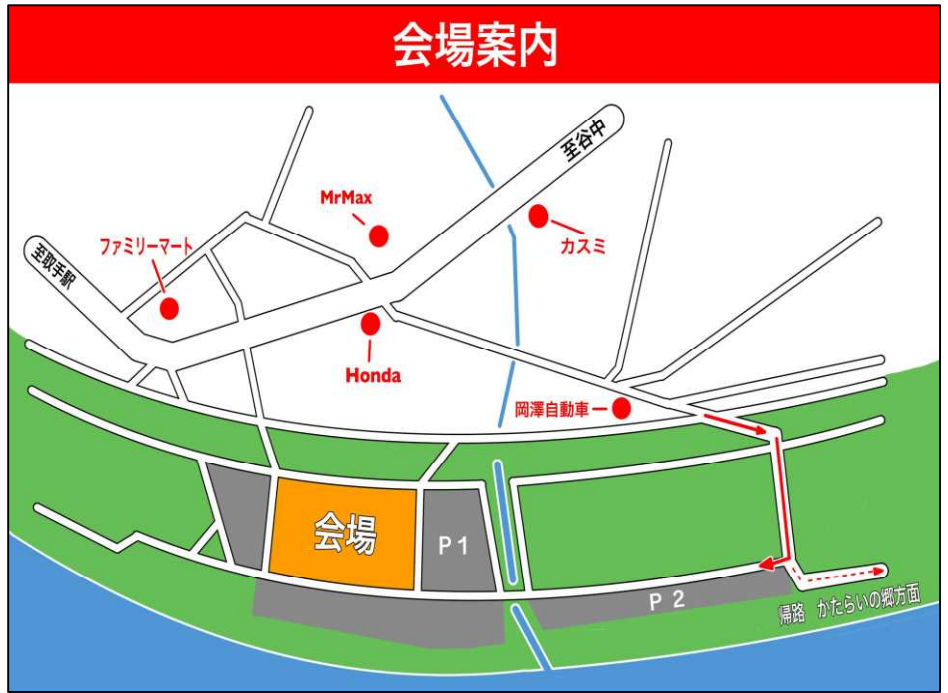 会場案内
至谷中
MrMax
カスミ
ファミリーマート
至取手駅
Honda
岡澤自動車
会場
P1
P2
帰路 かたらいの郷方面